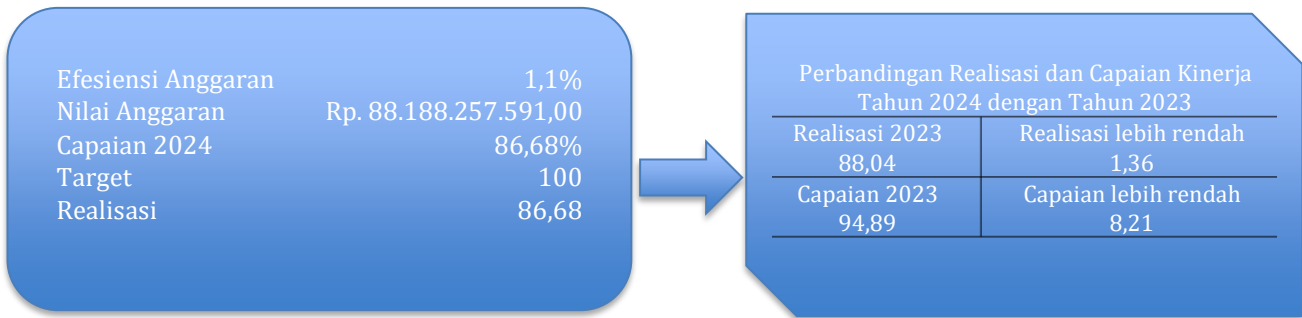 Efesiensi Anggaran 1,1%
Nilai Anggaran Rp. 88.188.257.591,00
Capaian 2024 86,68%
Target 100
Realisasi 86,68
Perbandingan Realisasi dan Capaian Kinerja
Tahun 2024 dengan Tahun 2023
Realisasi 2023 Realisasi lebih rendah
88,04 1,36
Capaian 2023 Capaian lebih rendah
94,89 8,21